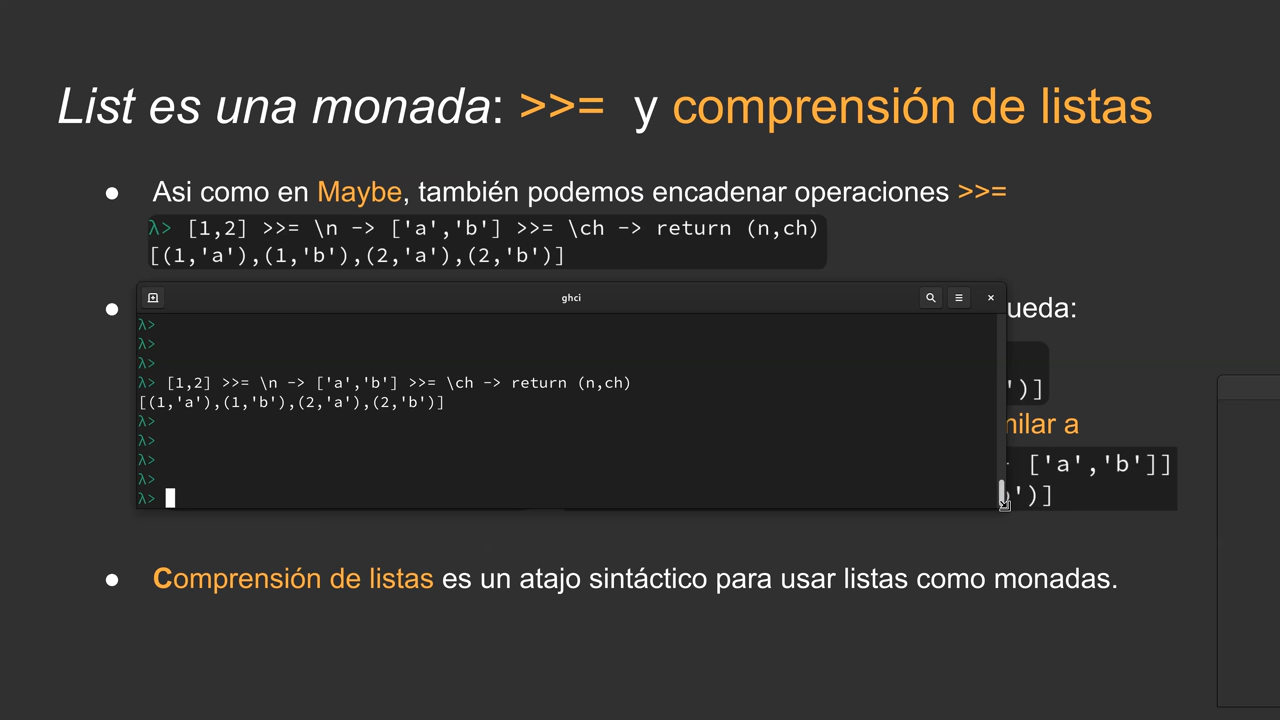 List es una monada: >>= y comprensión de listas
● Asi como en Maybe, también podemos encadenar operaciones >>=
λ> [1,2] >>= \n -> ['a','b'] >>= \ch -> return (n,ch)
[(1,'a'),(1,'b'),(2,'a'),(2,'b')]
● ueda:
ghci
λ>
λ>
λ>
λ> [1,2] >>= \n -> ['a','b'] >>= \ch -> return (n,ch)
[(1,'a'),(1,'b'),(2,'a'),(2,'b')]
λ>
λ>
λ>
λ>
λ>
')]
milar a
['a','b']]
')]
● Comprensión de listas es un atajo sintáctico para usar listas como monadas.